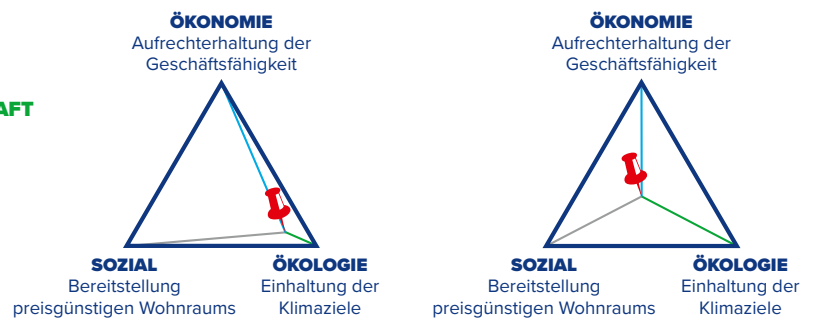 AFT
ÖKONOMIE
Aufrechterhaltung der
Geschäftsfähigkeit
SOZIAL
Bereitstellung
preisgünstigen Wohnraums
ÖKOLOGIE
Einhaltung der
Klimaziele
ÖKONOMIE
Aufrechterhaltung der
Geschäftsfähigkeit
SOZIAL
Bereitstellung
preisgünstigen Wohnraums
ÖKOLOGIE
Einhaltung der
Klimaziele